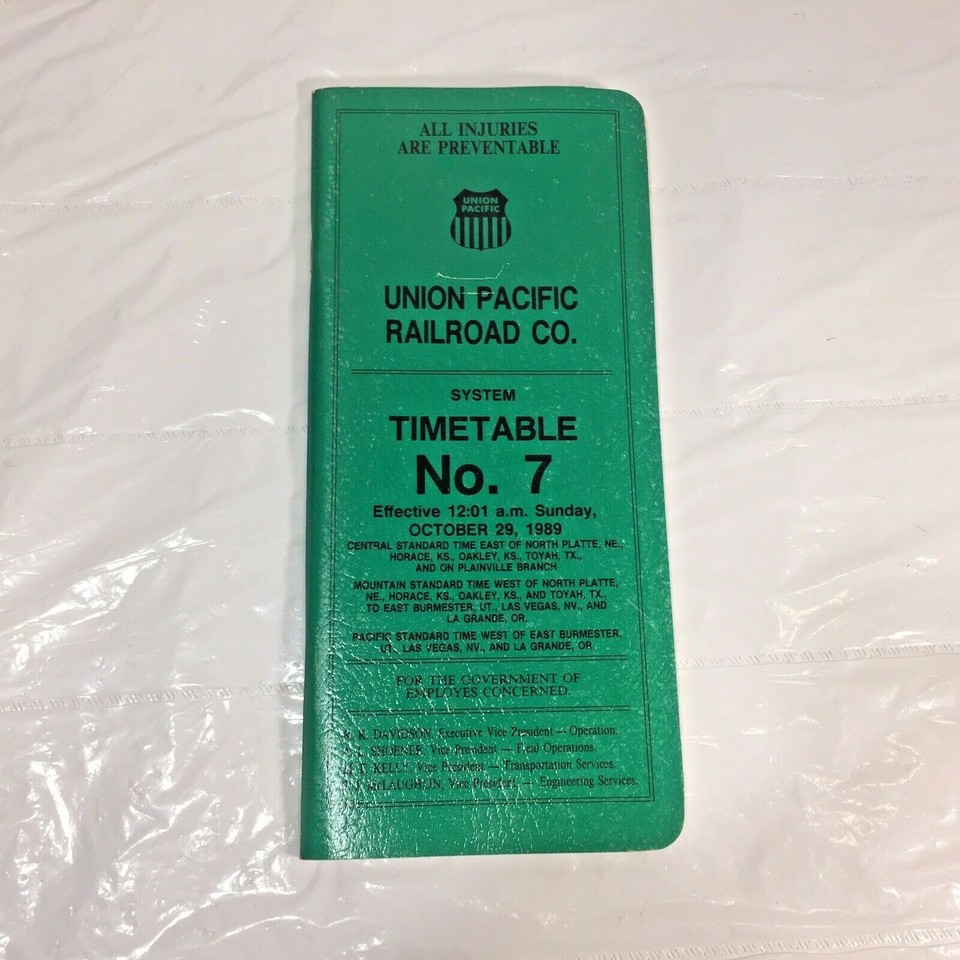 ALL INJURIES
ARE PREVENTABLE
UNION
PACIFIC
UNION PACIFIC
RAILROAD CO.
SYSTEM
TIMETABLE
No. 7
Effective 12:01 a.m. Sunday,
OCTOBER 29, 1989
CENTRAL STANDARD TIME EAST OF NORTH PLATTE, NE.,
HORACE, KS., OAKLEY, KS., TOYAH, TX.,
AND ON PLAINVILLE BRANCH
MOUNTAIN STANDARD TIME WEST OF NORTH PLATTE,
NE., HORACE, KS., OAKLEY, KS., AND TOYAH, TX.,
TO EAST BURMESTER, UT., LAS VEGAS, NV., AND
LA GRANDE, OR.
PACIFIC STANDARD TIME WEST OF EAST BURMESTER,
UT., LAS VEGAS, NV., AND LA GRANDE, OR.
FOR THE GOVERNMENT OF
EMPLOYES CONCERNED.
K. DAVIDSON, Executive Vice President — Operation.
SHOENER, Vice President — Field Operations.
T. KELLY, Vice President — Transportation Services.
McLAUGHLIN, Vice President — Engineering Services.